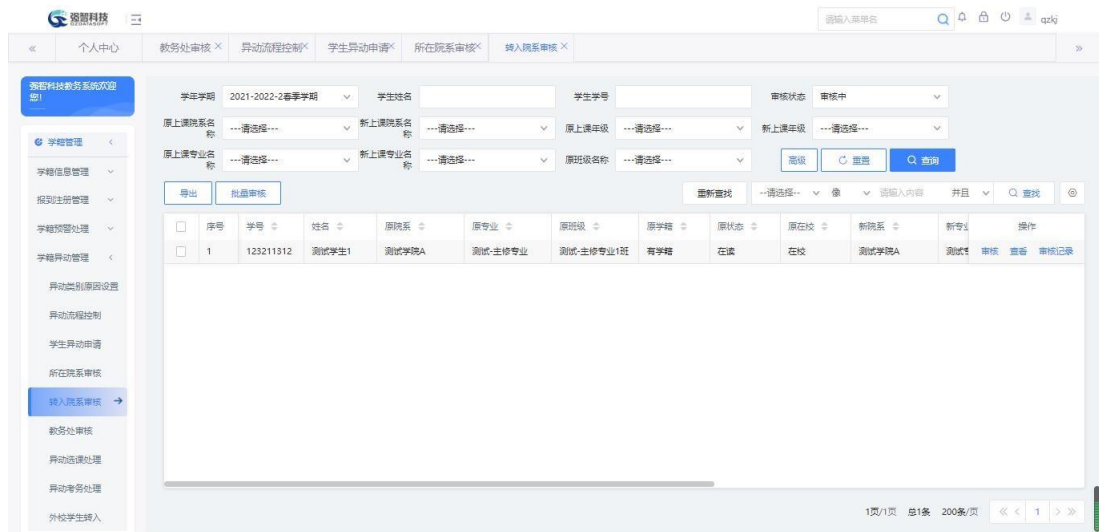 强智科技
QZDATASOFT
请输入菜单名
qzkj
个人中心
教务处审核
异动流程控制
学生异动申请
所在院系审核
转入院系审核
强智科技教务系统欢迎您!
学籍管理
学籍信息管理
报到注册管理
学籍预警处理
学籍异动管理
异动类别原因设置
异动流程控制
学生异动申请
所在院系审核
转入院系审核
教务处审核
异动选课处理
异动考务处理
外校学生转入
学年学期 2021-2022-2春季学期 学生姓名 学生学号 审核状态 审核中
原上课院系名称 ---请选择--- 新上课院系名称 ---请选择--- 原上课年级 ---请选择--- 新上课年级 ---请选择---
原上课专业名称 ---请选择--- 新上课专业名称 ---请选择--- 原班级名称 ---请选择--- 高级 重置 查询
导出 批量审核 重新查找 --请选择-- 像 请输入内容 并且 查找
序号 学号 姓名 原院系 原专业 原班级 原学籍 原状态 原在校 新院系 新专业 操作
1 123211312 测试学生1 测试学院A 测试-主修专业 测试-主修专业1班 有学籍 在读 在校 测试学院A 测试专 审核 查看 审核记录
1页/1页 总1条 200条/页 1